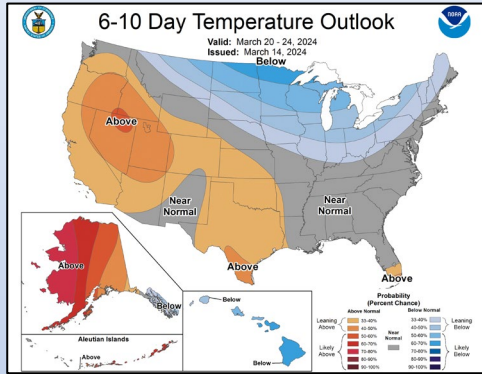 6-10 Day Temperature Outlook
Valid: March 20 - 24, 2024
Issued: March 14, 2024
NOAA
Below
Above
Near
Normal
Near
Normal
Above
Above
Above
Below
Aleutian Islands
Above
Below
Below
Below
Probability
(Percent Chance)
Above Normal
Below Normal
Leaning
Above
Likely
Above
33-40%
40-50%
50-60%
60-70%
70-80%
80-90%
90-100%
Near
Normal
33-40%
40-50%
50-60%
60-70%
70-80%
80-90%
90-100%
Leaning
Below
Likely
Below